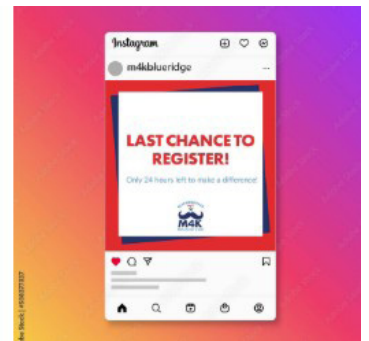 Instagram
m4kblueridge
LAST CHANCE TO
REGISTER!
Only 24 hours left to make a difference!
M4K